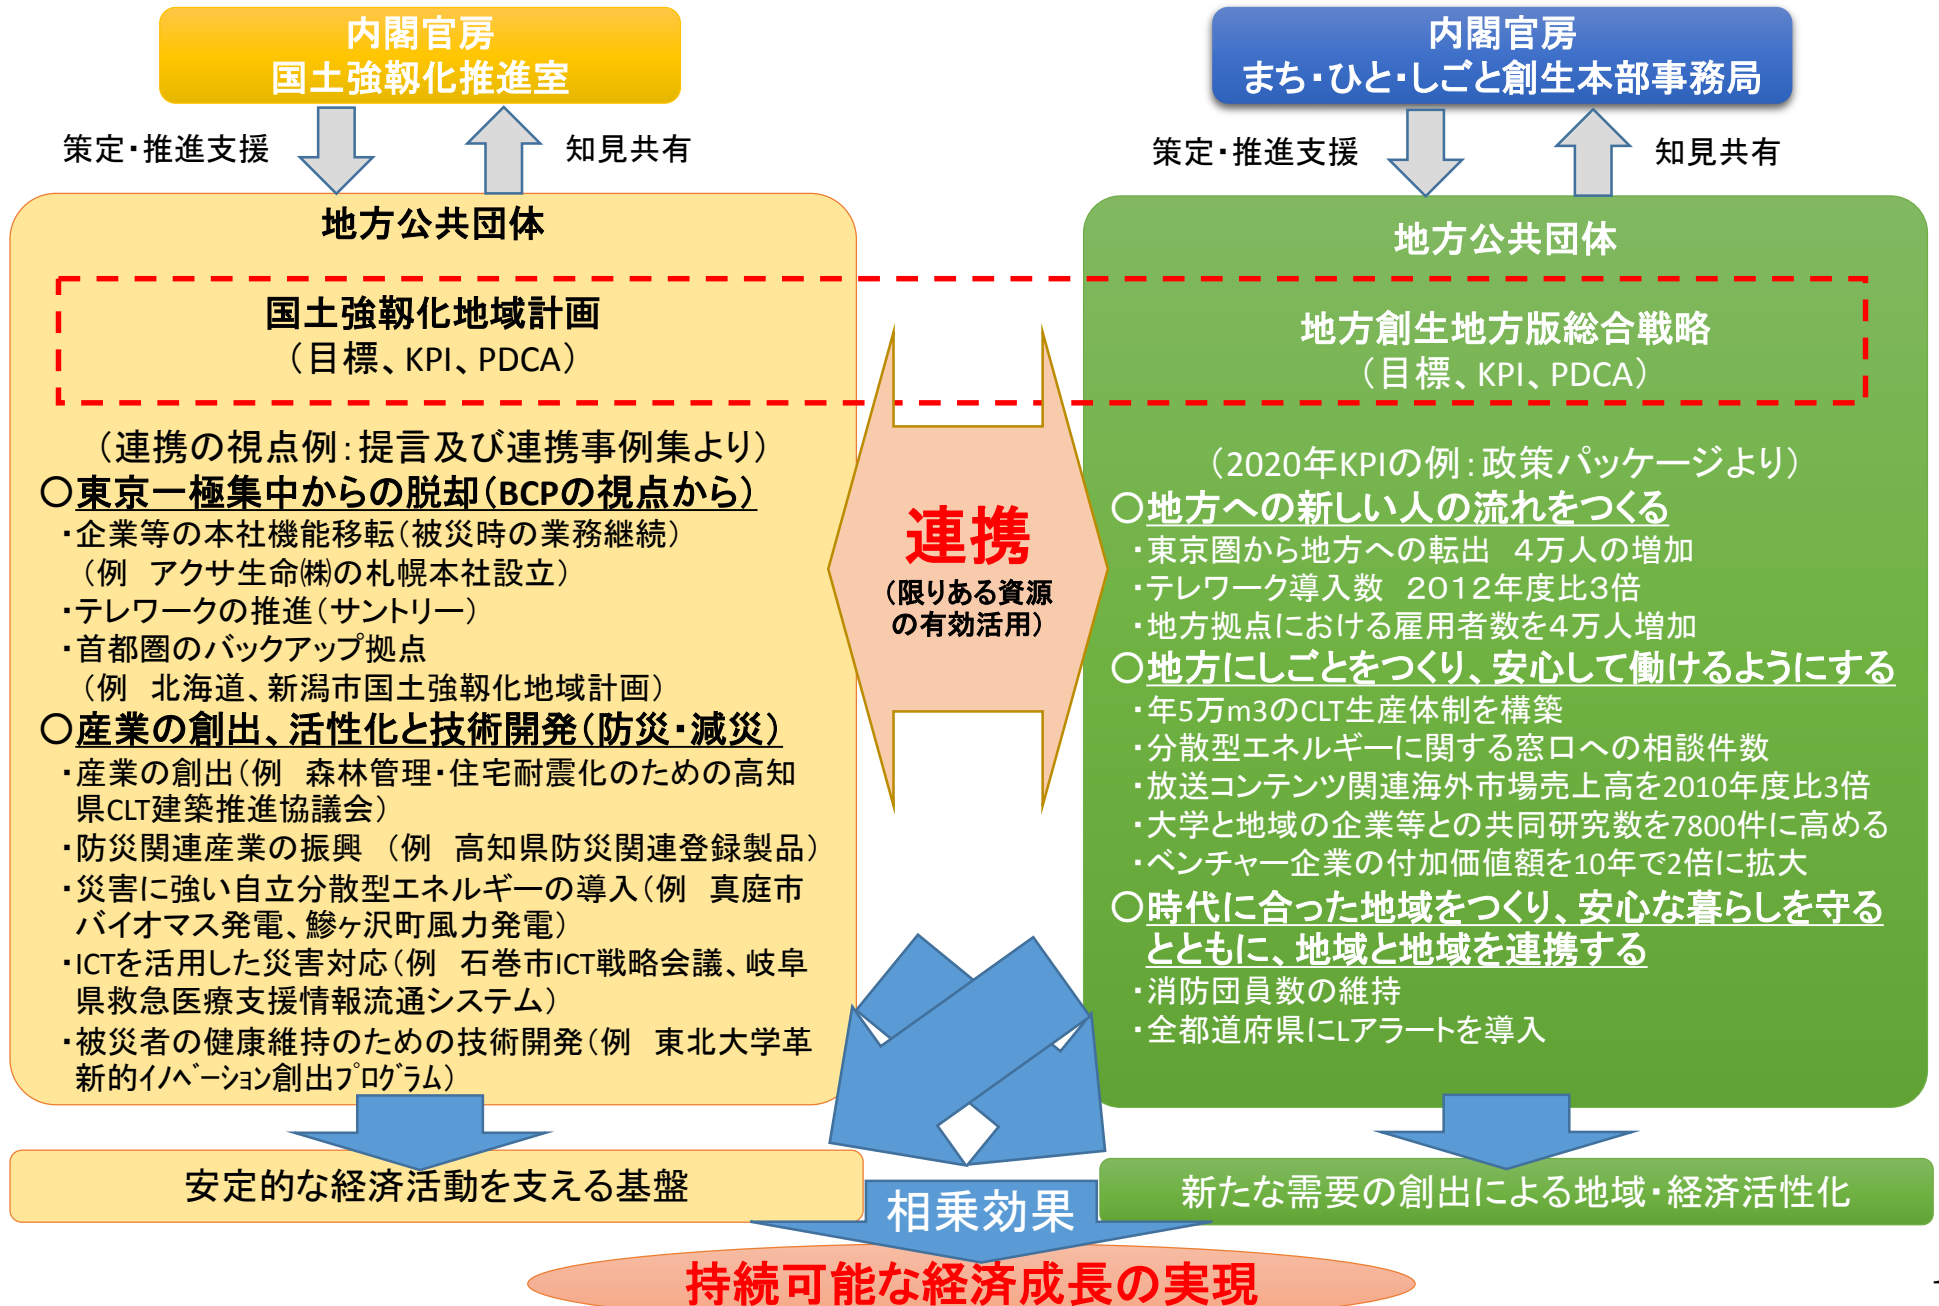 内閣官房
国土強靱化推進室
策定・推進支援
知見共有
地方公共団体
国土強靱化地域計画
（目標、KPI、PDCA）
（連携の視点例：提言及び連携事例集より）
○東京一極集中からの脱却（BCPの視点から）
・企業等の本社機能移転（被災時の業務継続）
（例　アクサ生命㈱の札幌本社設立）
・テレワークの推進（サントリー）
・首都圏のバックアップ拠点
（例　北海道、新潟市国土強靱化地域計画）
○産業の創出、活性化と技術開発（防災・減災）
・産業の創出（例　森林管理・住宅耐震化のための高知
県CLT建築推進協議会）
・防災関連産業の振興　（例　高知県防災関連登録製品）
・災害に強い自立分散型エネルギーの導入（例　真庭市
バイオマス発電、鰺ヶ沢町風力発電）
・ICTを活用した災害対応（例　石巻市ICT戦略会議、岐阜
県救急医療支援情報流通システム）
・被災者の健康維持のための技術開発（例　東北大学革
新的ｲﾉﾍﾞｰｼｮﾝ創出ﾌﾟﾛｸﾞﾗﾑ）
安定的な経済活動を支える基盤
連携
（限りある資源
の有効活用）
内閣官房
まち・ひと・しごと創生本部事務局
策定・推進支援
知見共有
地方公共団体
地方創生地方版総合戦略
（目標、KPI、PDCA）
（2020年KPIの例：政策パッケージより）
○地方への新しい人の流れをつくる
・東京圏から地方への転出　４万人の増加
・テレワーク導入数　２０１２年度比３倍
・地方拠点における雇用者数を４万人増加
○地方にしごとをつくり、安心して働けるようにする
・年5万m3のCLT生産体制を構築
・分散型エネルギーに関する窓口への相談件数
・放送コンテンツ関連海外市場売上高を2010年度比3倍
・大学と地域の企業等との共同研究数を7800件に高める
・ベンチャー企業の付加価値額を10年で2倍に拡大
○時代に合った地域をつくり、安心な暮らしを守る
とともに、地域と地域を連携する
・消防団員数の維持
・全都道府県にLアラートを導入
新たな需要の創出による地域・経済活性化
相乗効果
持続可能な経済成長の実現